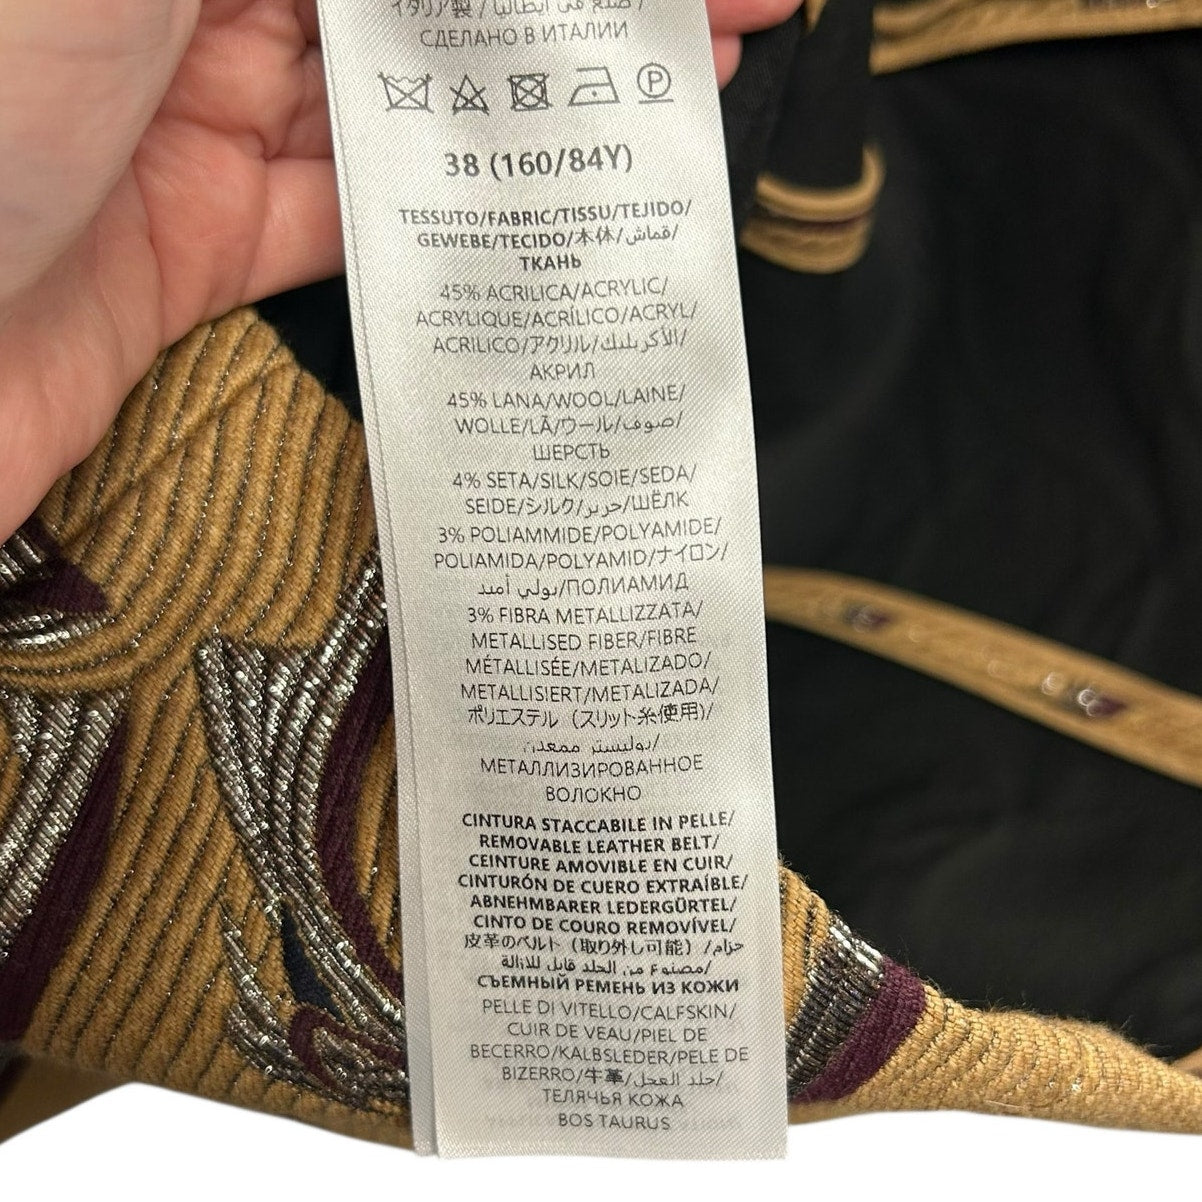 イタリア製 / صنع في إيطاليا /
СДЕЛАНО В ИТАЛИИ
P
38 (160/84Y)
TESSUTO/FABRIC/TISSU/TEJIDO/
GEWEBE/TECIDO/本体/قماش/
ТКАНЬ
45% ACRILICA/ACRYLIC/
ACRYLIQUE/ACRÍLICO/ACRYL/
ACRILICO/アクリル/الأكريليك/
АКРИЛ
45% LANA/WOOL/LAINE/
WOLLE/LÃ/ウール/صوف/
ШЕРСТЬ
4% SETA/SILK/SOIE/SEDA/
SEIDE/シルク/حرير/ШЁЛК
3% POLIAMMIDE/POLYAMIDE/
POLIAMIDA/POLYAMID/ナイロン/
بولي أميد/ПОЛИАМИД
3% FIBRA METALLIZZATA/
METALLISED FIBER/FIBRE
MÉTALLISÉE/METALIZADO/
METALLISIERT/METALIZADA/
ポリエステル（スリット糸使用)/
بوليستر ممعدن/
МЕТАЛЛИЗИРОВАННОЕ
ВОЛОКНО
CINTURA STACCABILE IN PELLE/
REMOVABLE LEATHER BELT/
CEINTURE AMOVIBLE EN CUIR/
CINTURÓN DE CUERO EXTRAÍBLE/
ABNEHMBARER LEDERGÜRTEL/
CINTO DE COURO REMOVÍVEL/
皮革のベルト（取り外し可能）/حزام
مصنوع من الجلد قابل للإزالة/
СЪЕМНЫЙ РЕМЕНЬ ИЗ КОЖИ
PELLE DI VITELLO/CALFSKIN/
CUIR DE VEAU/PIEL DE
BECERRO/KALBSLEDER/PELE DE
BIZERRO/牛革/جلد العجل/
ТЕЛЯЧЬЯ КОЖА
BOS TAURUS